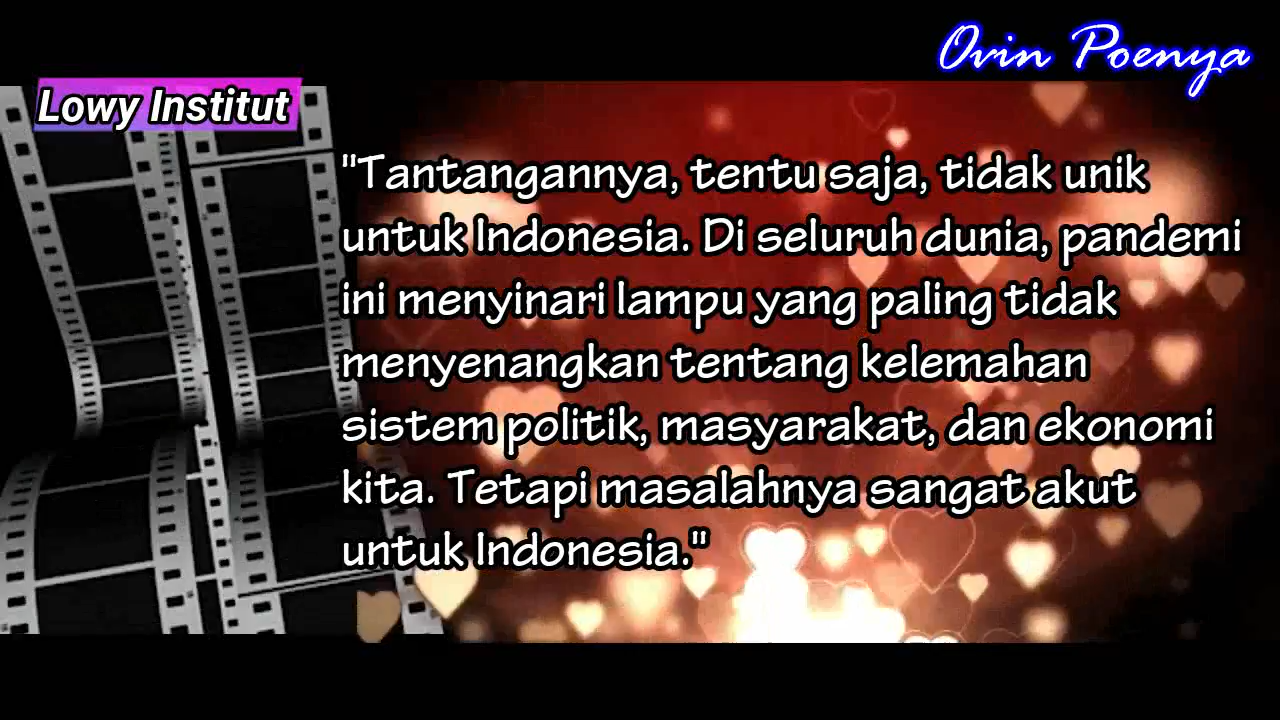 Ovin Poenya
Lowy Institut
"Tantangannya, tentu saja, tidak unik
untuk Indonesia. Di seluruh dunia, pandemi
ini menyinari lampu yang paling tidak
menyenangkan tentang kelemahan
sistem politik, masyarakat, dan ekonomi
kita. Tetapi masalahnya sangat akut
untuk Indonesia."